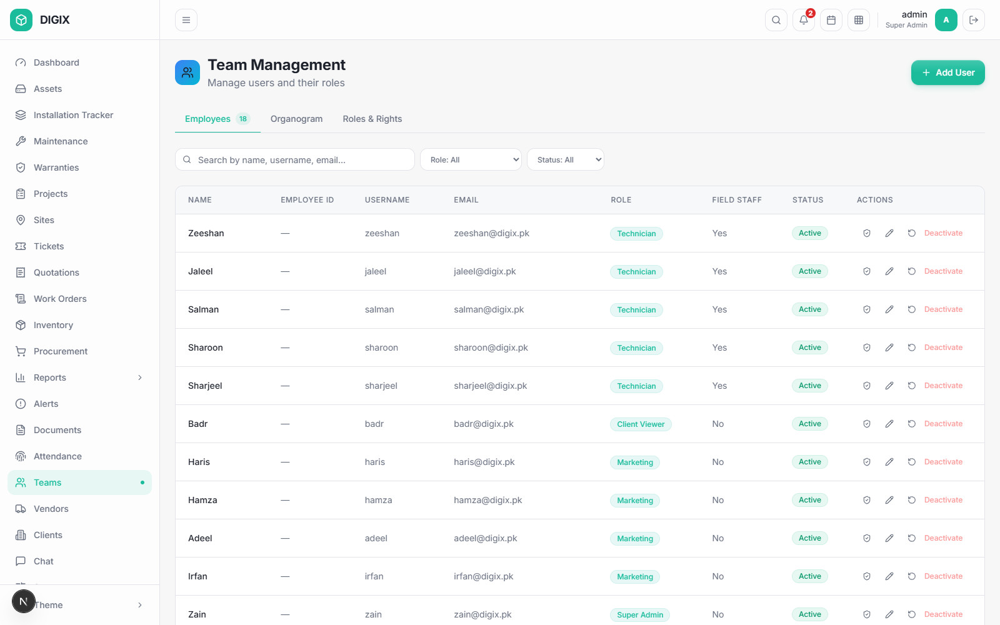 DIGIX
2
admin
Super Admin
A
Dashboard
Assets
Installation Tracker
Maintenance
Warranties
Projects
Sites
Tickets
Quotations
Work Orders
Inventory
Procurement
Reports
Alerts
Documents
Attendance
Teams
Vendors
Clients
Chat
N
Theme
Team Management
Manage users and their roles
Add User
Employees 18 Organogram Roles & Rights
Search by name, username, email...
Role: All
Status: All
NAME EMPLOYEE ID USERNAME EMAIL ROLE FIELD STAFF STATUS ACTIONS
Zeeshan — zeeshan zeeshan@digix.pk Technician Yes Active Deactivate
Jaleel — jaleel jaleel@digix.pk Technician Yes Active Deactivate
Salman — salman salman@digix.pk Technician Yes Active Deactivate
Sharoon — sharoon sharoon@digix.pk Technician Yes Active Deactivate
Sharjeel — sharjeel sharjeel@digix.pk Technician Yes Active Deactivate
Badr — badr badr@digix.pk Client Viewer No Active Deactivate
Haris — haris haris@digix.pk Marketing No Active Deactivate
Hamza — hamza hamza@digix.pk Marketing No Active Deactivate
Adeel — adeel adeel@digix.pk Marketing No Active Deactivate
Irfan — irfan irfan@digix.pk Marketing No Active Deactivate
Zain — zain zain@digix.pk Super Admin No Active Deactivate